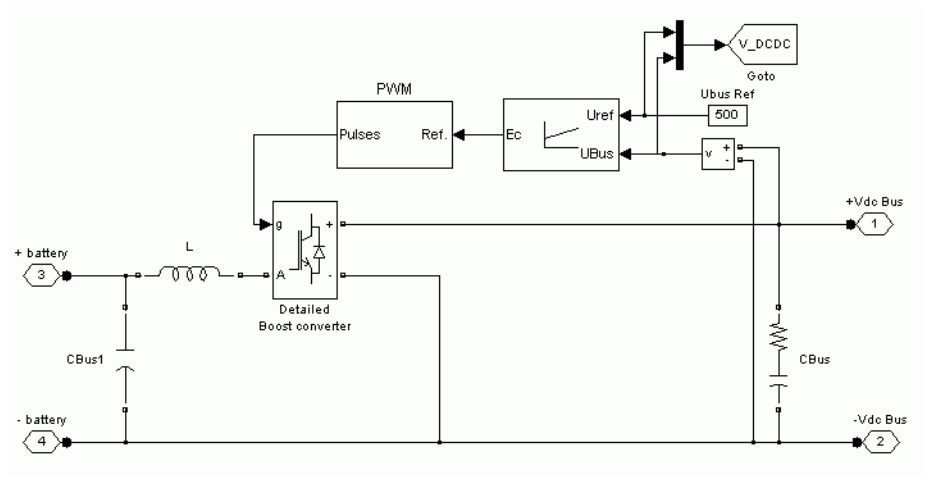 V_DCDC
Goto
Ubus Ref
500
PWM
Pulses
Ref.
Ec
Uref
UBus
v
+
-
+Vdc Bus
1
g
+
A
-
L
+ battery
3
Detailed
Boost converter
CBus1
CBus
- battery
4
-Vdc Bus
2